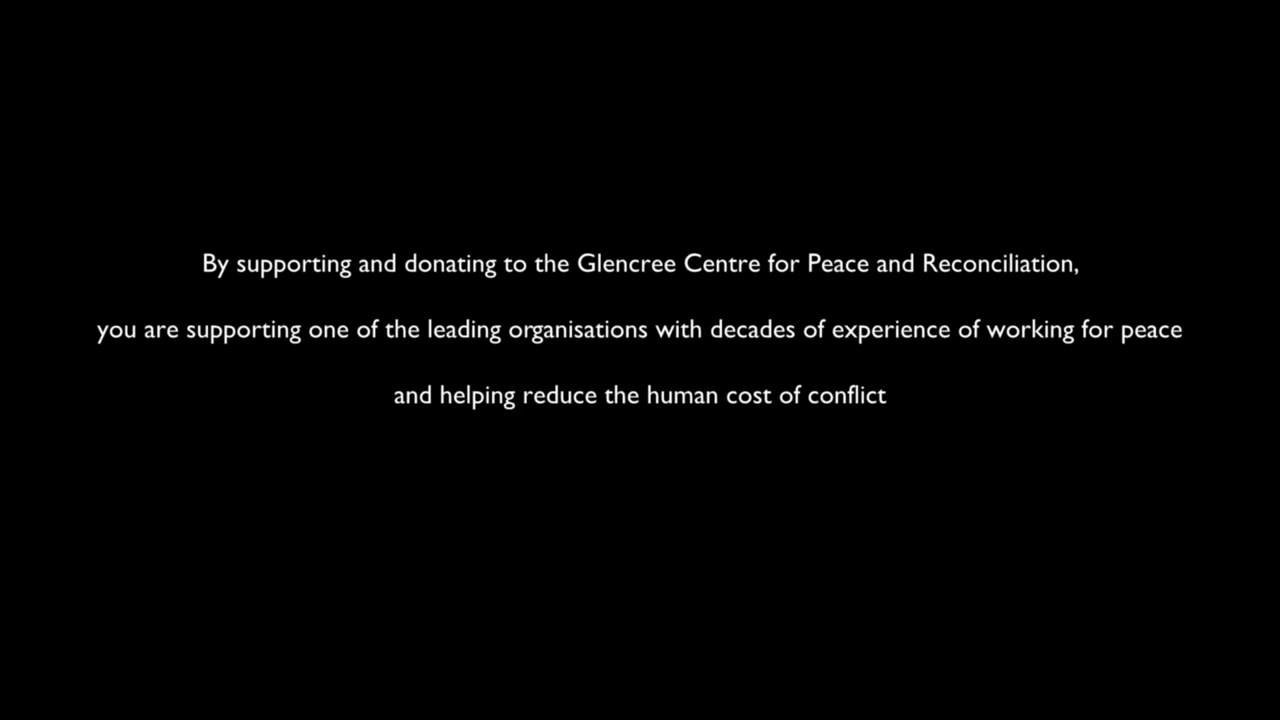 By supporting and donating to the Glencree Centre for Peace and Reconciliation,
you are supporting one of the leading organisations with decades of experience of working for peace
and helping reduce the human cost of conflict